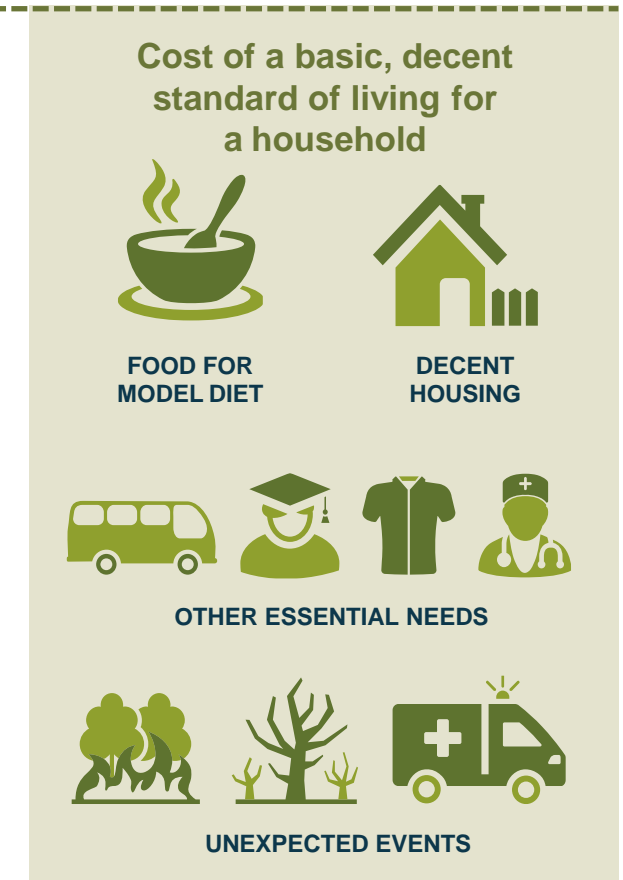 Cost of a basic, decent
standard of living for
a household
FOOD FOR
MODEL DIET
DECENT
HOUSING
OTHER ESSENTIAL NEEDS
UNEXPECTED EVENTS